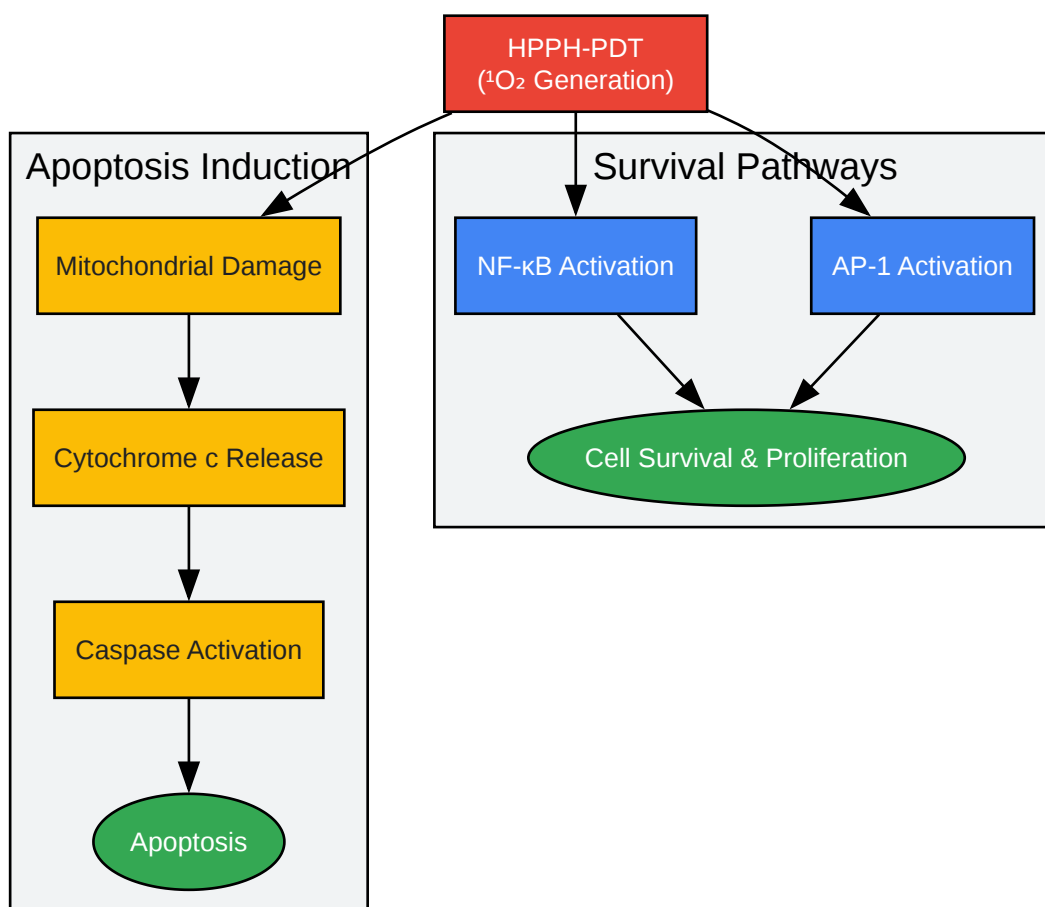 HPPH-PDT
(¹O₂ Generation)
Apoptosis Induction
Survival Pathways
Mitochondrial Damage
NF-κB Activation
AP-1 Activation
Cytochrome c Release
Cell Survival & Proliferation
Caspase Activation
Apoptosis